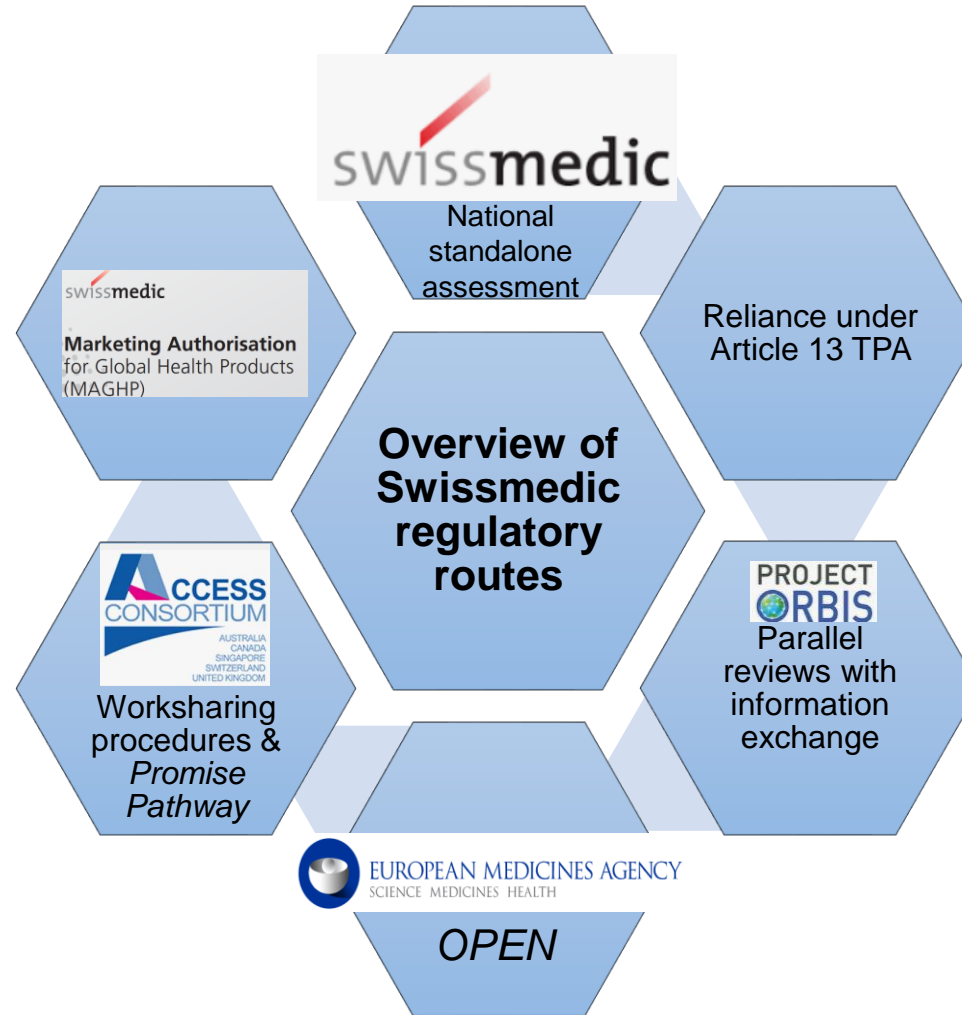 swissmedic
National
standalone
assessment
Reliance under
Article 13 TPA
PROJECT
ORBIS
Parallel
reviews with
information
exchange
EUROPEAN MEDICINES AGENCY
SCIENCE MEDICINES HEALTH
OPEN
ACCESS
CONSORTIUM
AUSTRALIA
CANADA
SINGAPORE
SWITZERLAND
UNITED KINGDOM
Worksharing
procedures &
Promise
Pathway
swissmedic
Marketing Authorisation
for Global Health Products
(MAGHP)
Overview of
Swissmedic
regulatory
routes